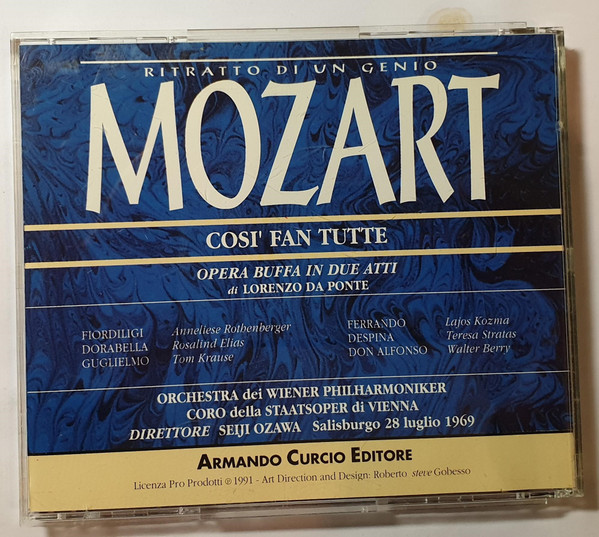 RITRATTO DI UN GENIO
MOZART
COSI' FAN TUTTE
OPERA BUFFA IN DUE ATTI
di LORENZO DA PONTE
FIORDILIGI Anneliese Rothenberger
DORABELLA Rosalind Elias
GUGLIELMO Tom Krause
FERRANDO Lajos Kozma
DESPINA Teresa Stratas
DON ALFONSO Walter Berry
ORCHESTRA dei WIENER PHILHARMONIKER
CORO della STAATSOPER di VIENNA
DIRETTORE SEIJI OZAWA Salisburgo 28 luglio 1969
ARMANDO CURCIO EDITORE
Licenza Pro Prodotti ℗ 1991 - Art Direction and Design: Roberto steve Gobesso